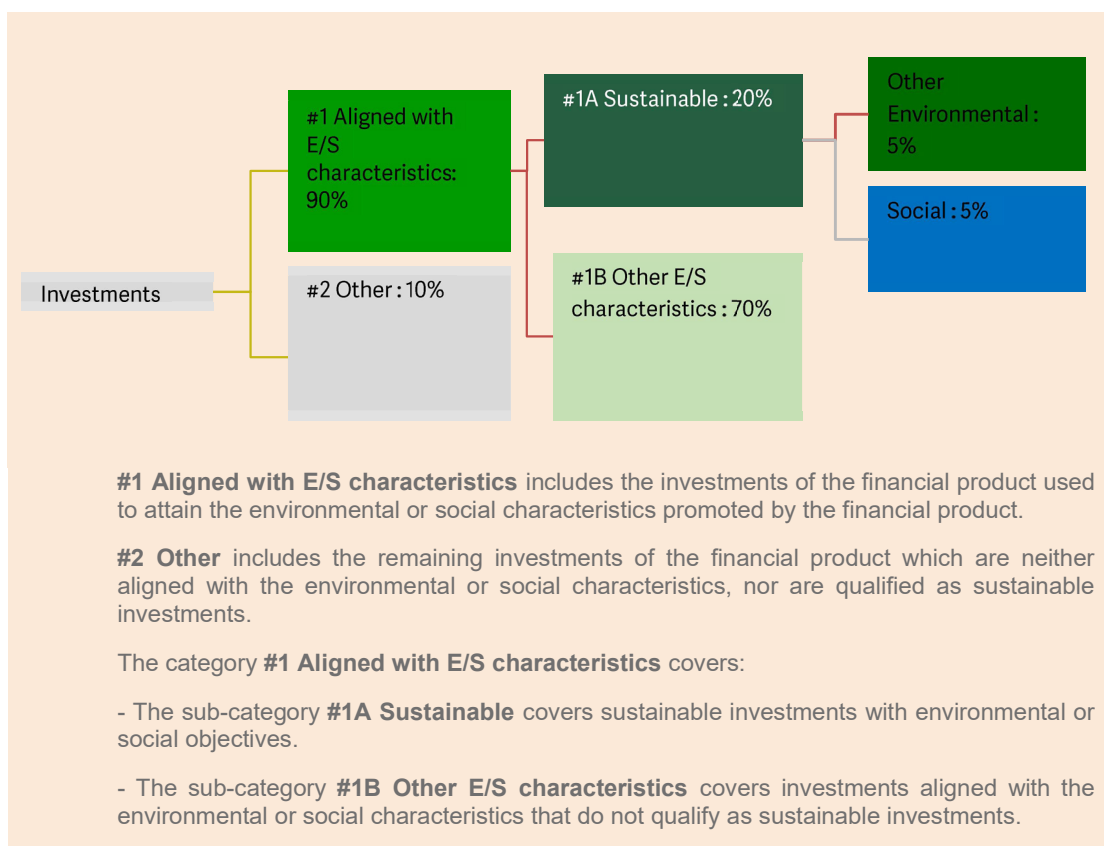 Investments
#1 Aligned with
E/S
characteristics:
90%
#2 Other : 10%
#1A Sustainable : 20%
#1B Other E/S
characteristics : 70%
Other
Environmental :
5%
Social : 5%
#1 Aligned with E/S characteristics includes the investments of the financial product used
to attain the environmental or social characteristics promoted by the financial product.
#2 Other includes the remaining investments of the financial product which are neither
aligned with the environmental or social characteristics, nor are qualified as sustainable
investments.
The category #1 Aligned with E/S characteristics covers:
- The sub-category #1A Sustainable covers sustainable investments with environmental or
social objectives.
- The sub-category #1B Other E/S characteristics covers investments aligned with the
environmental or social characteristics that do not qualify as sustainable investments.